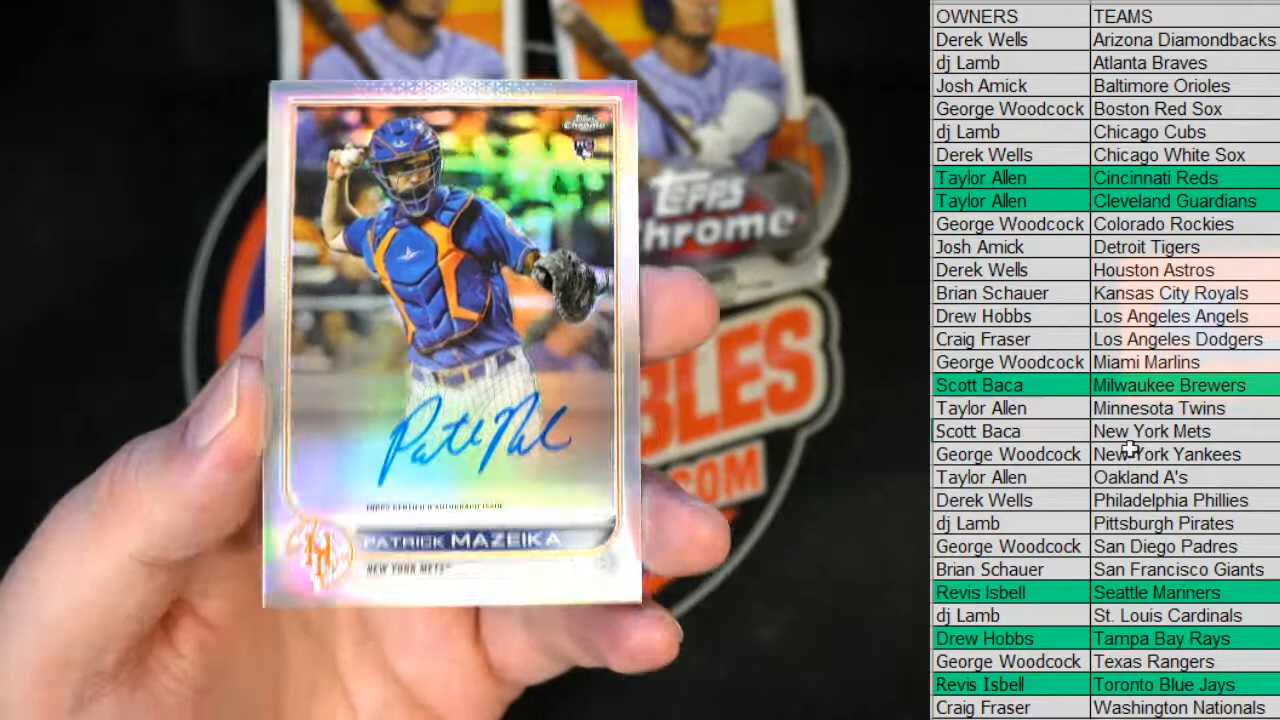 Topps
Chrome
RC
Patrick Mazeika
TOPPS CERTIFIED AUTOGRAPH ISSUE
PATRICK MAZEIKA
NEW YORK METS
TOPPS
Chrome
BLES
.COM
OWNERS TEAMS
Derek Wells Arizona Diamondbacks
dj Lamb Atlanta Braves
Josh Amick Baltimore Orioles
George Woodcock Boston Red Sox
dj Lamb Chicago Cubs
Derek Wells Chicago White Sox
Taylor Allen Cincinnati Reds
Taylor Allen Cleveland Guardians
George Woodcock Colorado Rockies
Josh Amick Detroit Tigers
Derek Wells Houston Astros
Brian Schauer Kansas City Royals
Drew Hobbs Los Angeles Angels
Craig Fraser Los Angeles Dodgers
George Woodcock Miami Marlins
Scott Baca Milwaukee Brewers
Taylor Allen Minnesota Twins
Scott Baca New York Mets
George Woodcock New York Yankees
Taylor Allen Oakland A's
Derek Wells Philadelphia Phillies
dj Lamb Pittsburgh Pirates
George Woodcock San Diego Padres
Brian Schauer San Francisco Giants
Revis Isbell Seattle Mariners
dj Lamb St. Louis Cardinals
Drew Hobbs Tampa Bay Rays
George Woodcock Texas Rangers
Revis Isbell Toronto Blue Jays
Craig Fraser Washington Nationals